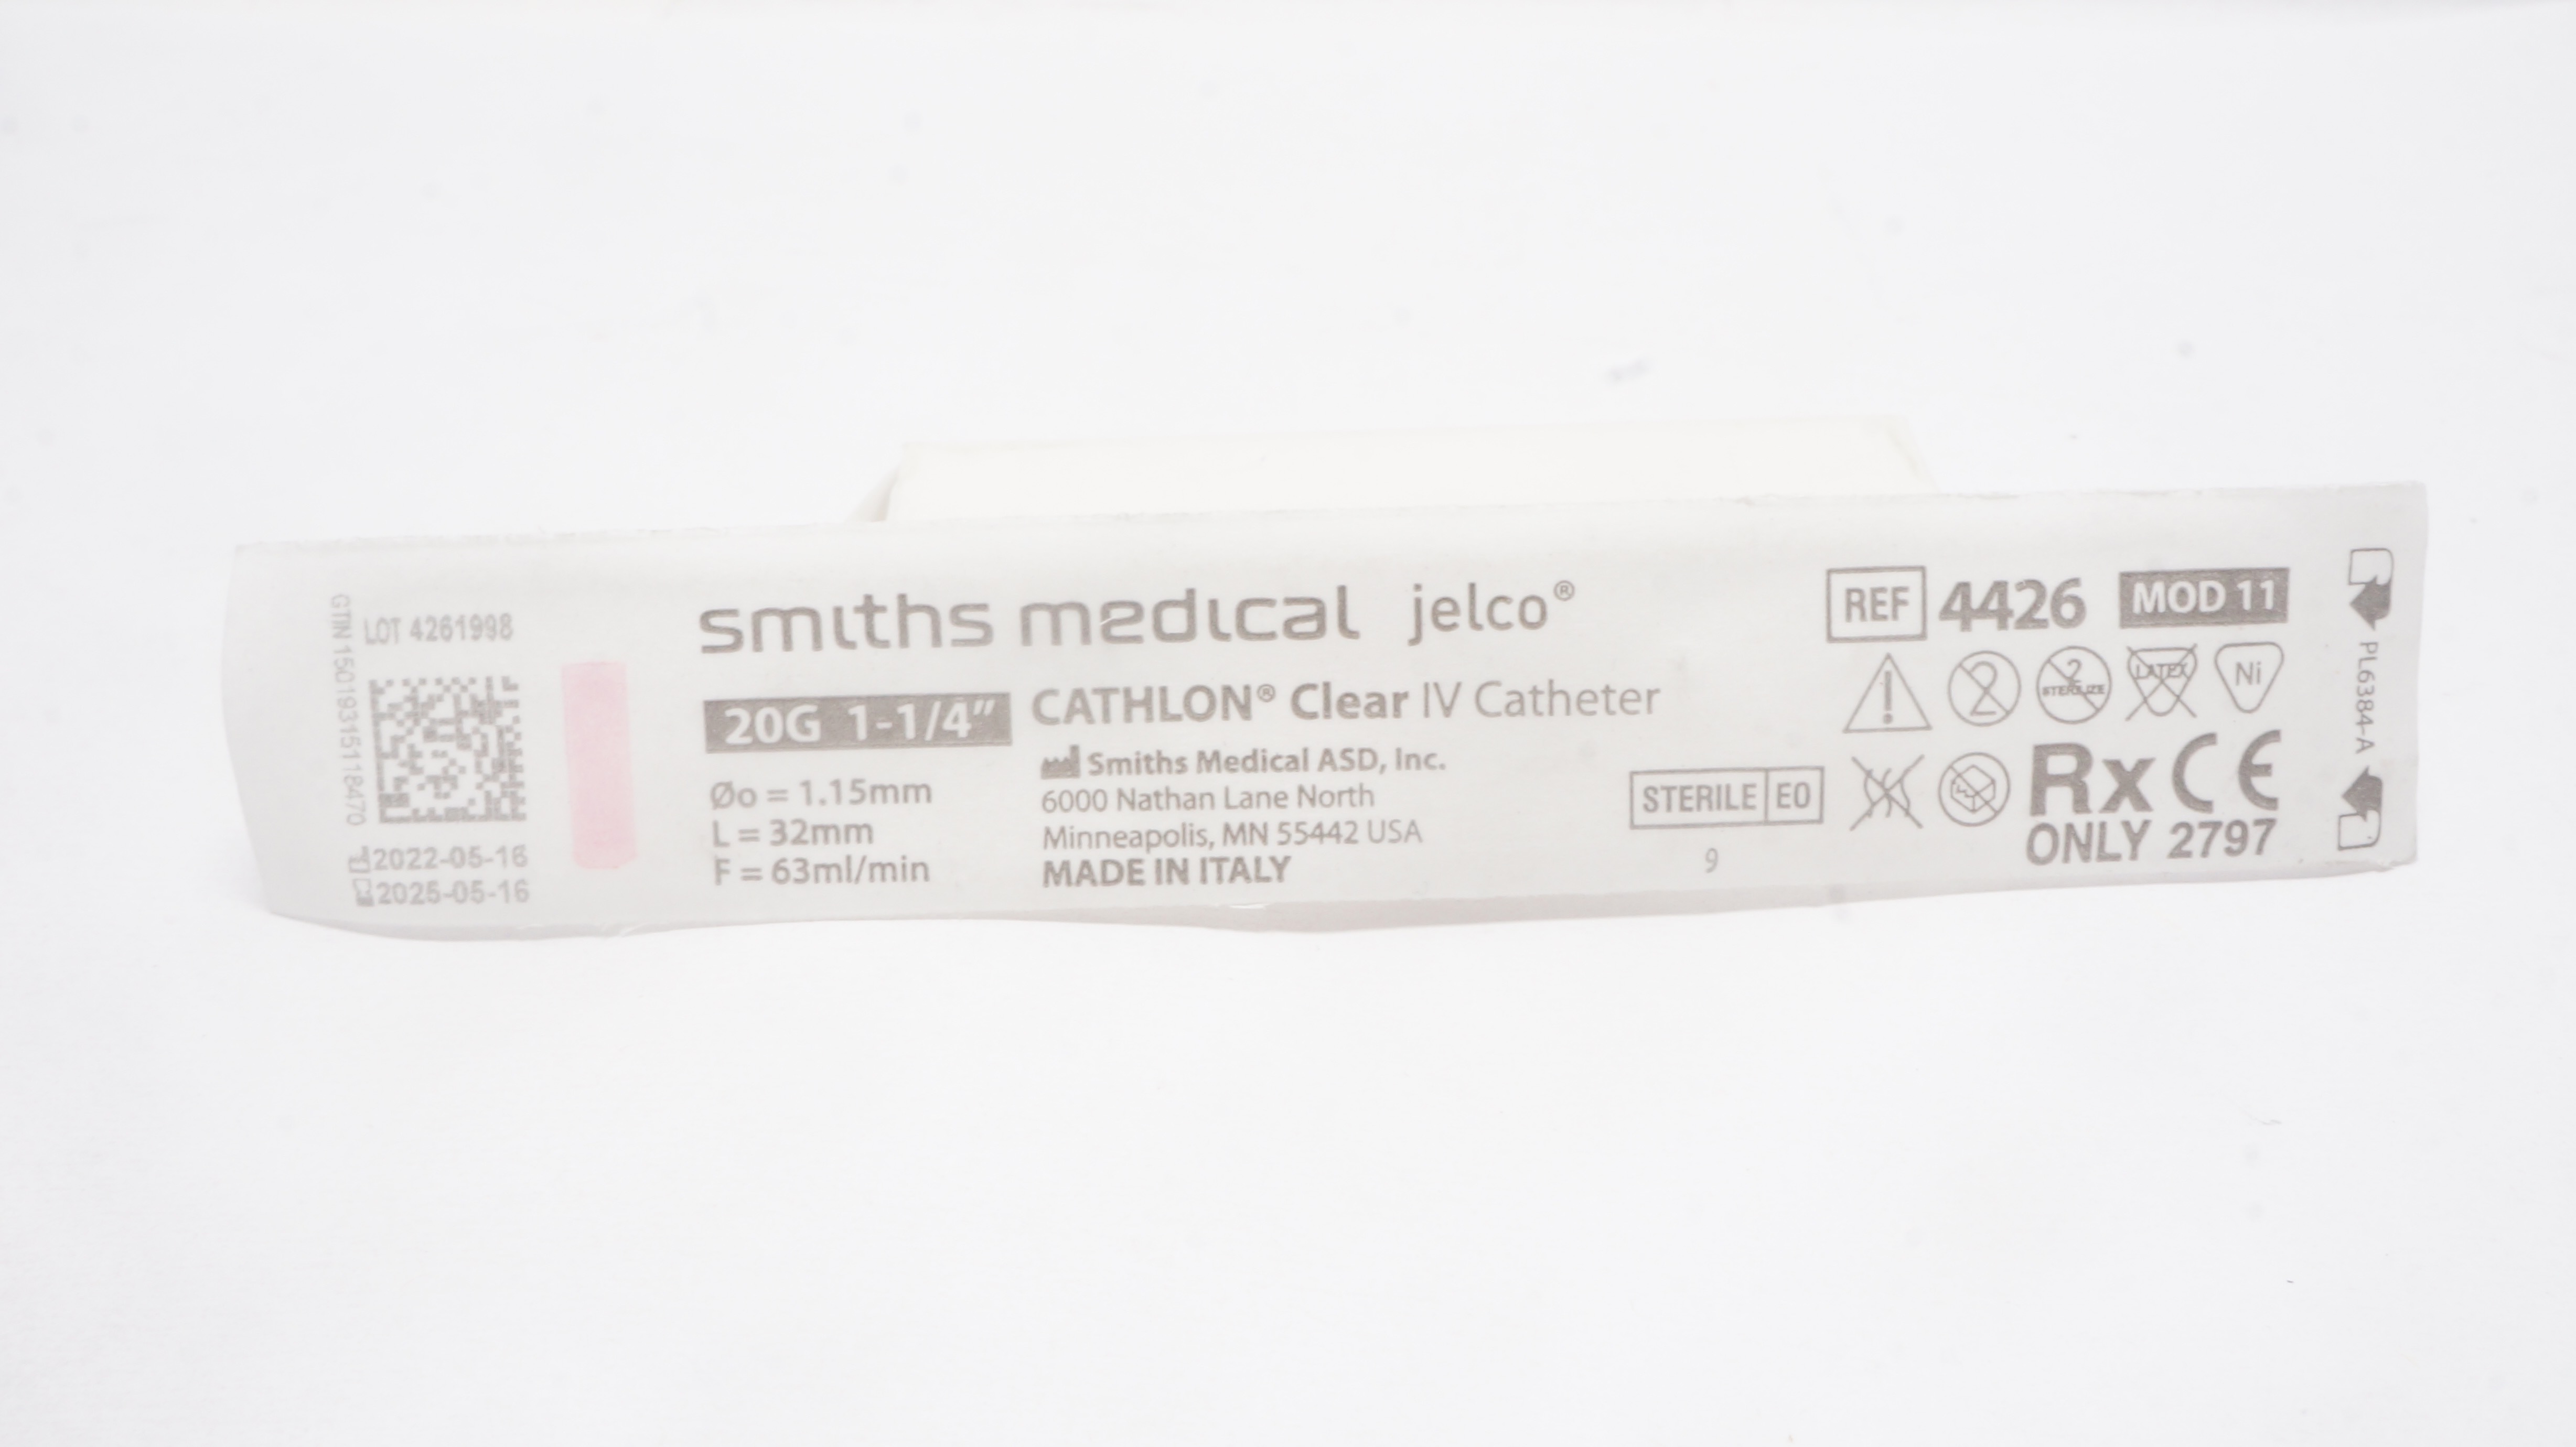 GTIN 15019315118470
LOT 4261998
2022-05-16
2025-05-16
smiths medical jelco®
20G 1-1/4"
CATHLON® Clear IV Catheter
Øo = 1.15mm
L = 32mm
F = 63ml/min
Smiths Medical ASD, Inc.
6000 Nathan Lane North
Minneapolis, MN 55442 USA
MADE IN ITALY
STERILE EO
9
REF 4426 MOD 11
2
2
STERILIZE
LATEX
Ni
Rx CE
ONLY 2797
PL6384-A